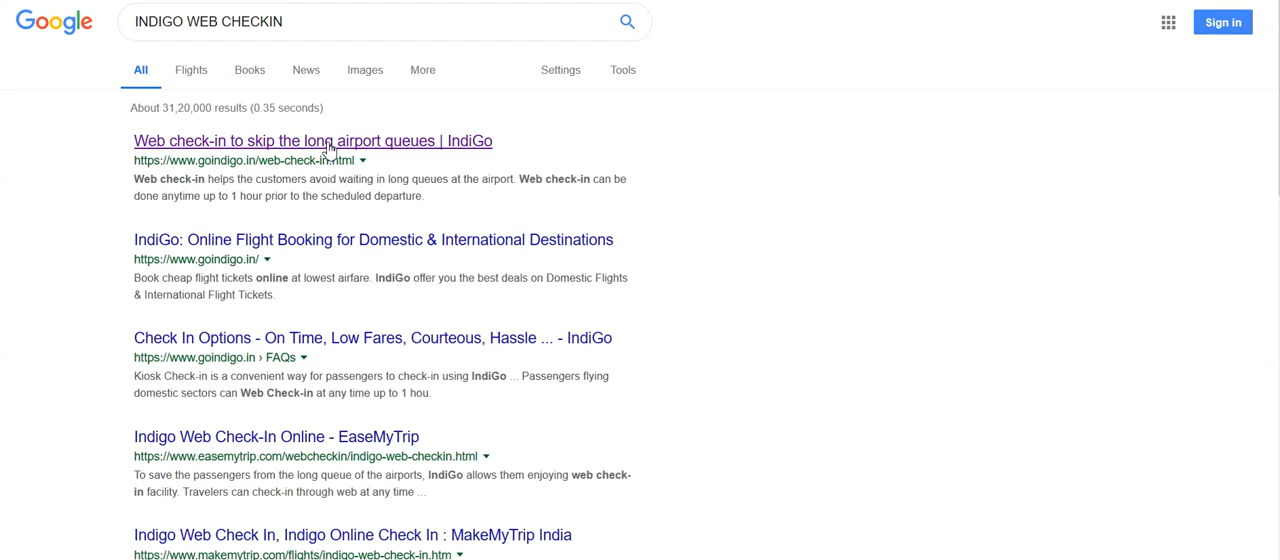 Google
INDIGO WEB CHECKIN
Sign in
All Flights Books News Images More Settings Tools
About 31,20,000 results (0.35 seconds)
Web check-in to skip the long airport queues | IndiGo
https://www.goindigo.in/web-check-in.html
Web check-in helps the customers avoid waiting in long queues at the airport. Web check-in can be
done anytime up to 1 hour prior to the scheduled departure.
IndiGo: Online Flight Booking for Domestic & International Destinations
https://www.goindigo.in/
Book cheap flight tickets online at lowest airfare. IndiGo offer you the best deals on Domestic Flights
& International Flight Tickets.
Check In Options - On Time, Low Fares, Courteous, Hassle ... - IndiGo
https://www.goindigo.in › FAQs
Kiosk Check-in is a convenient way for passengers to check-in using IndiGo ... Passengers flying
domestic sectors can Web Check-in at any time up to 1 hou.
Indigo Web Check-In Online - EaseMyTrip
https://www.easemytrip.com/webcheckin/indigo-web-checkin.html
To save the passengers from the long queue of the airports, IndiGo allows them enjoying web check-
in facility. Travelers can check-in through web at any time ...
Indigo Web Check In, Indigo Online Check In : MakeMyTrip India
https://www.makemytrip.com/flights/indigo-web-check-in.htm